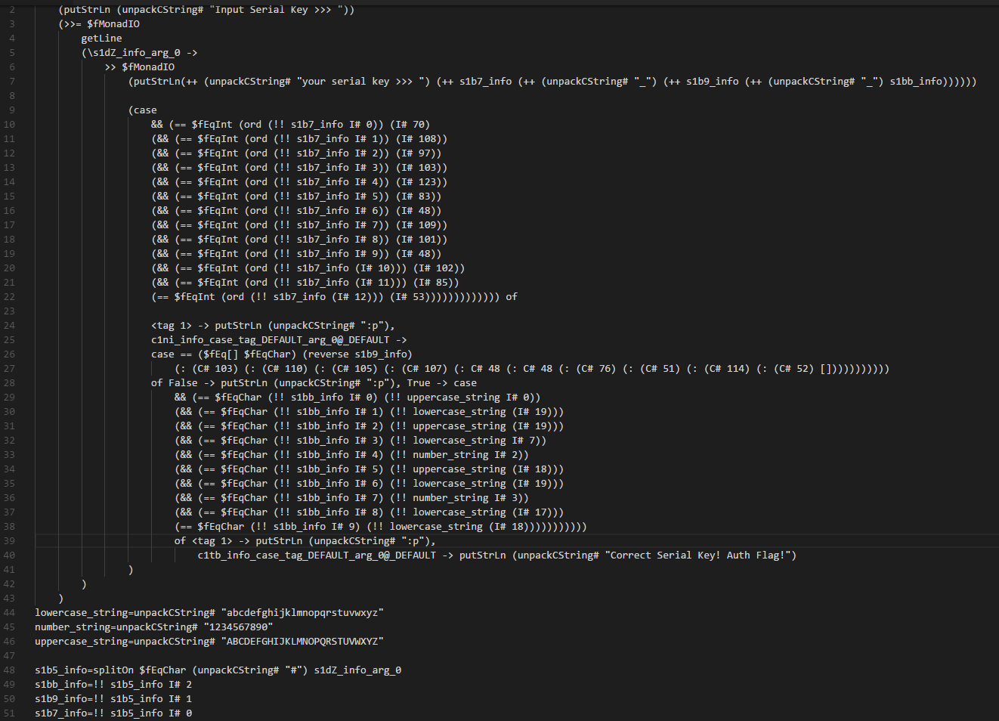 2 (putStrLn (unpackCString# "Input Serial Key >>> "))
3 (>>= $fMonadIO
4 getLine
5 (\s1dZ_info_arg_0 ->
6 >> $fMonadIO
7 (putStrLn(++ (unpackCString# "your serial key >>> ") (++ s1b7_info (++ (unpackCString# "_") (++ s1b9_info (++ (unpackCString# "_") s1bb_info))))))
8
9 (case
10 && (== $fEqInt (ord (!! s1b7_info I# 0)) (I# 70)
11 (&& (== $fEqInt (ord (!! s1b7_info I# 1)) (I# 108))
12 (&& (== $fEqInt (ord (!! s1b7_info I# 2)) (I# 97))
13 (&& (== $fEqInt (ord (!! s1b7_info I# 3)) (I# 103))
14 (&& (== $fEqInt (ord (!! s1b7_info I# 4)) (I# 123))
15 (&& (== $fEqInt (ord (!! s1b7_info I# 5)) (I# 83))
16 (&& (== $fEqInt (ord (!! s1b7_info I# 6)) (I# 48))
17 (&& (== $fEqInt (ord (!! s1b7_info I# 7)) (I# 109))
18 (&& (== $fEqInt (ord (!! s1b7_info I# 8)) (I# 101))
19 (&& (== $fEqInt (ord (!! s1b7_info I# 9)) (I# 48))
20 (&& (== $fEqInt (ord (!! s1b7_info (I# 10))) (I# 102))
21 (&& (== $fEqInt (ord (!! s1b7_info (I# 11))) (I# 85))
22 (== $fEqInt (ord (!! s1b7_info (I# 12))) (I# 53))))))))))))) of
23
24 <tag 1> -> putStrLn (unpackCString# ":p"),
25 c1ni_info_case_tag_DEFAULT_arg_0@_DEFAULT ->
26 case == ($fEq[] $fEqChar) (reverse s1b9_info)
27 (: (C# 103) (: (C# 110) (: (C# 105) (: (C# 107) (: C# 48 (: C# 48 (: (C# 76) (: (C# 51) (: (C# 114) (: (C# 52) []))))))))))
28 of False -> putStrLn (unpackCString# ":p"), True -> case
29 && (== $fEqChar (!! s1bb_info I# 0) (!! uppercase_string I# 0))
30 (&& (== $fEqChar (!! s1bb_info I# 1) (!! lowercase_string (I# 19)))
31 (&& (== $fEqChar (!! s1bb_info I# 2) (!! uppercase_string (I# 19)))
32 (&& (== $fEqChar (!! s1bb_info I# 3) (!! lowercase_string I# 7))
33 (&& (== $fEqChar (!! s1bb_info I# 4) (!! number_string I# 2))
34 (&& (== $fEqChar (!! s1bb_info I# 5) (!! uppercase_string (I# 18)))
35 (&& (== $fEqChar (!! s1bb_info I# 6) (!! lowercase_string (I# 19)))
36 (&& (== $fEqChar (!! s1bb_info I# 7) (!! number_string I# 3))
37 (&& (== $fEqChar (!! s1bb_info I# 8) (!! lowercase_string (I# 17)))
38 (== $fEqChar (!! s1bb_info I# 9) (!! lowercase_string (I# 18)))))))))))
39 of <tag 1> -> putStrLn (unpackCString# ":p"),
40 c1tb_info_case_tag_DEFAULT_arg_0@_DEFAULT -> putStrLn (unpackCString# "Correct Serial Key! Auth Flag!")
41 )
42 )
43 )
44 lowercase_string=unpackCString# "abcdefghijklmnopqrstuvwxyz"
45 number_string=unpackCString# "1234567890"
46 uppercase_string=unpackCString# "ABCDEFGHIJKLMNOPQRSTUVWXYZ"
47
48 s1b5_info=splitOn $fEqChar (unpackCString# "#") s1dZ_info_arg_0
49 s1bb_info=!! s1b5_info I# 2
50 s1b9_info=!! s1b5_info I# 1
51 s1b7_info=!! s1b5_info I# 0